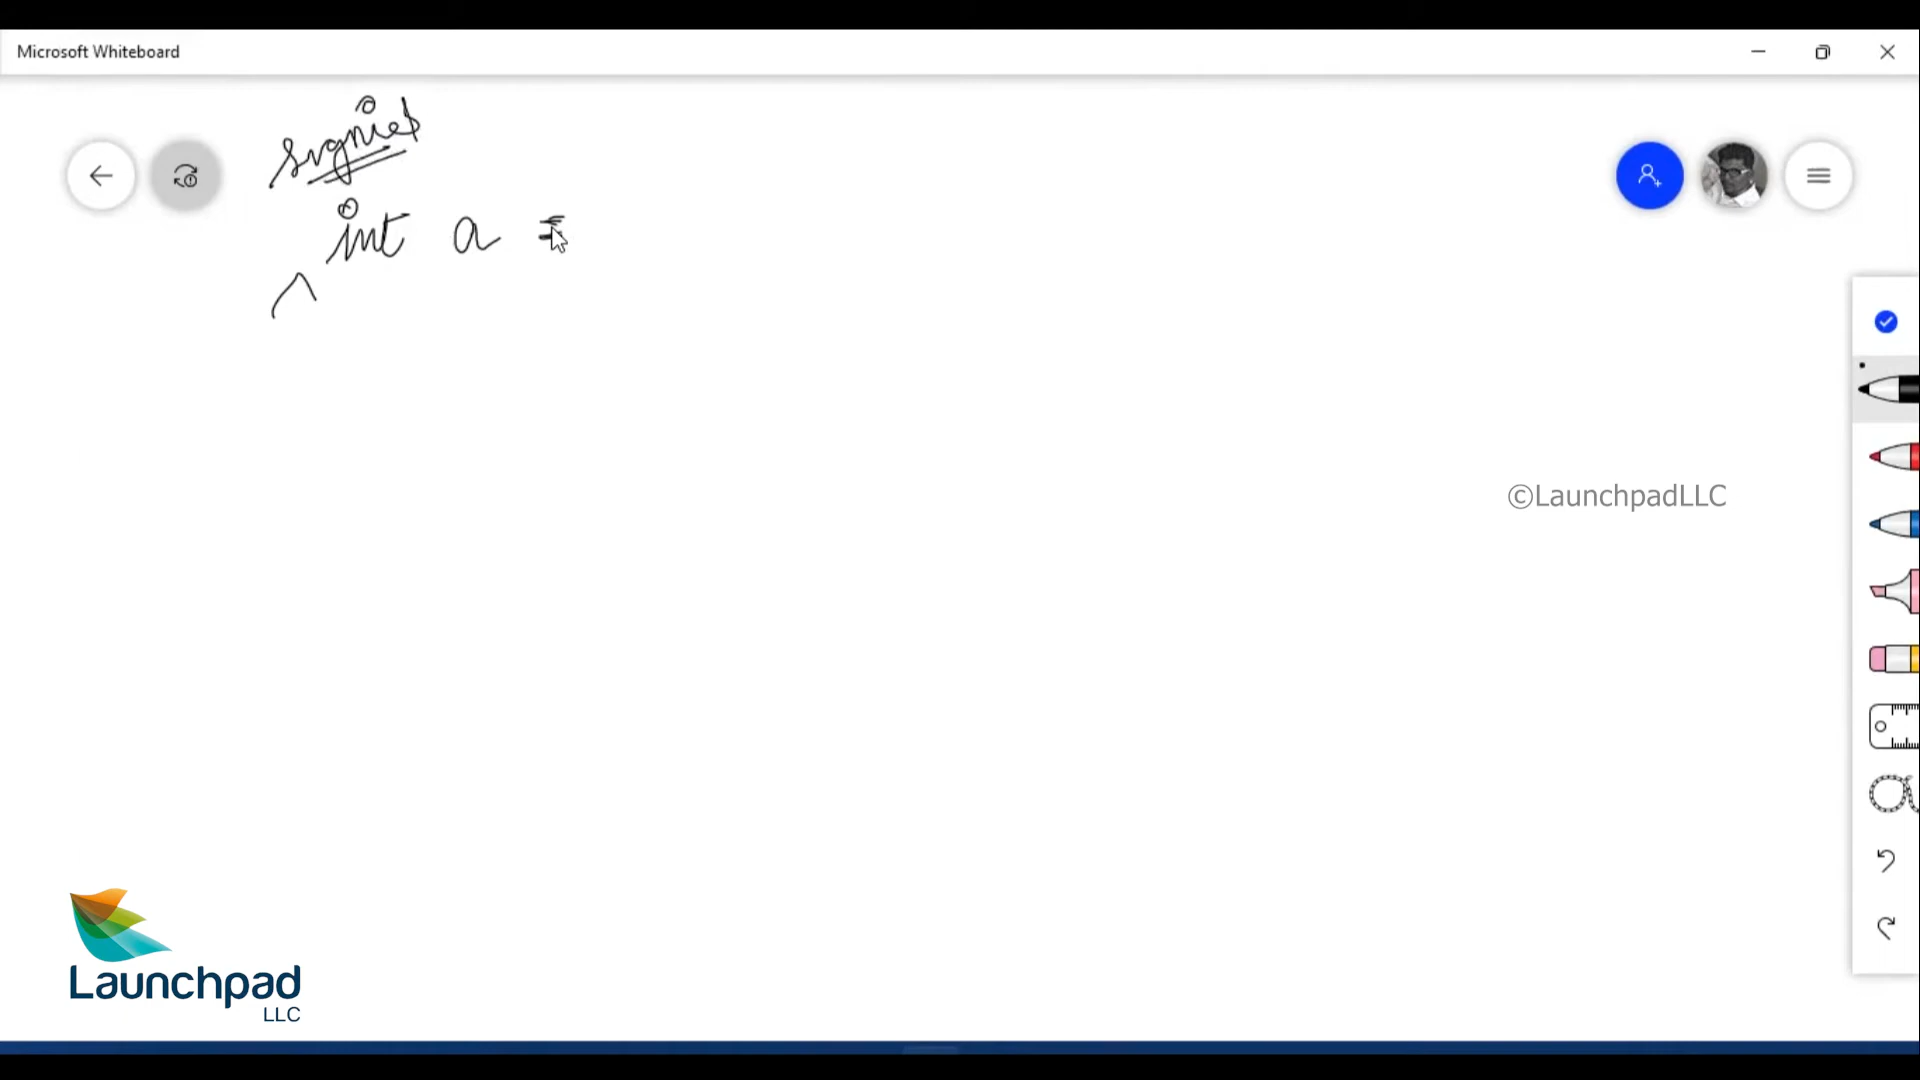 Microsoft Whiteboard
signed
int a =
©LaunchpadLLC
Launchpad
LLC